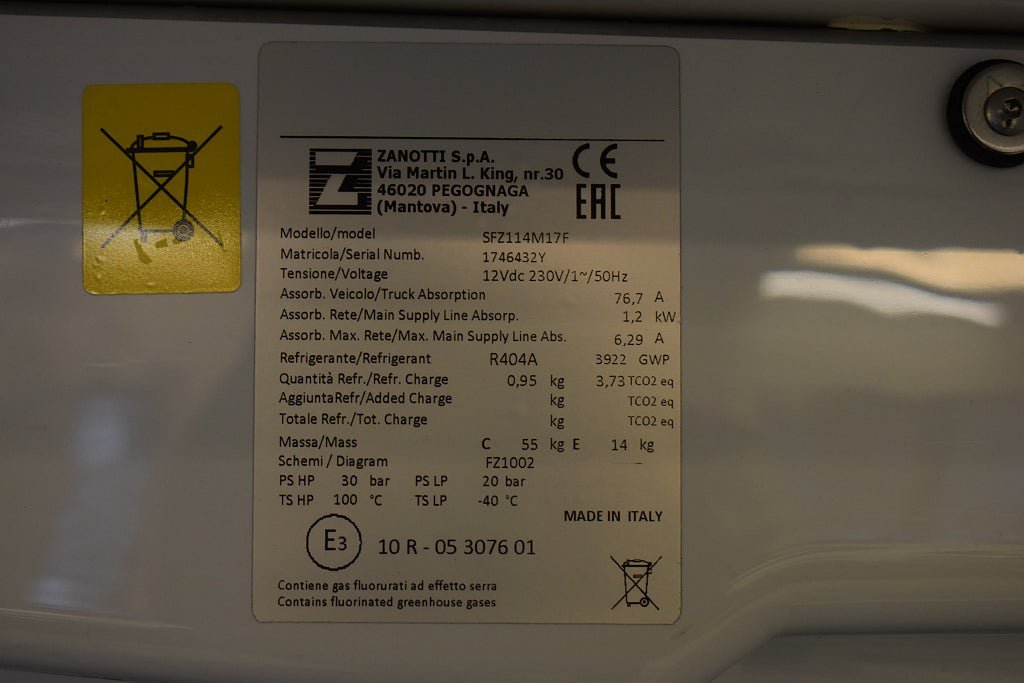 ZANOTTI S.p.A.
Via Martin L. King, nr.30
46020 PEGOGNAGA
(Mantova) - Italy
CE
EAC
Modello/model SFZ114M17F
Matricola/Serial Numb. 1746432Y
Tensione/Voltage 12Vdc 230V/1~/50Hz
Assorb. Veicolo/Truck Absorption 76,7 A
Assorb. Rete/Main Supply Line Absorp. 1,2 kW
Assorb. Max. Rete/Max. Main Supply Line Abs. 6,29 A
Refrigerante/Refrigerant R404A 3922 GWP
Quantità Refr./Refr. Charge 0,95 kg 3,73 TCO2 eq
AggiuntaRefr/Added Charge kg TCO2 eq
Totale Refr./Tot. Charge kg TCO2 eq
Massa/Mass C 55 kg E 14 kg
Schemi / Diagram FZ1002 —
PS HP 30 bar PS LP 20 bar
TS HP 100 °C TS LP -40 °C
MADE IN ITALY
E3 10 R - 05 3076 01
Contiene gas fluorurati ad effetto serra
Contains fluorinated greenhouse gases